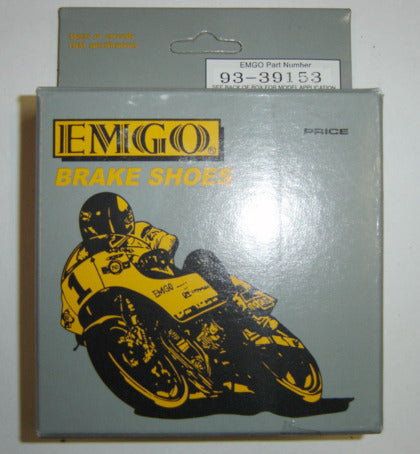 EMGO Part Number
93-39153
SEE BACK OF BOX FOR MODEL APPLICATION
EMGO®
PRICE
BRAKE SHOES
1
EMGO